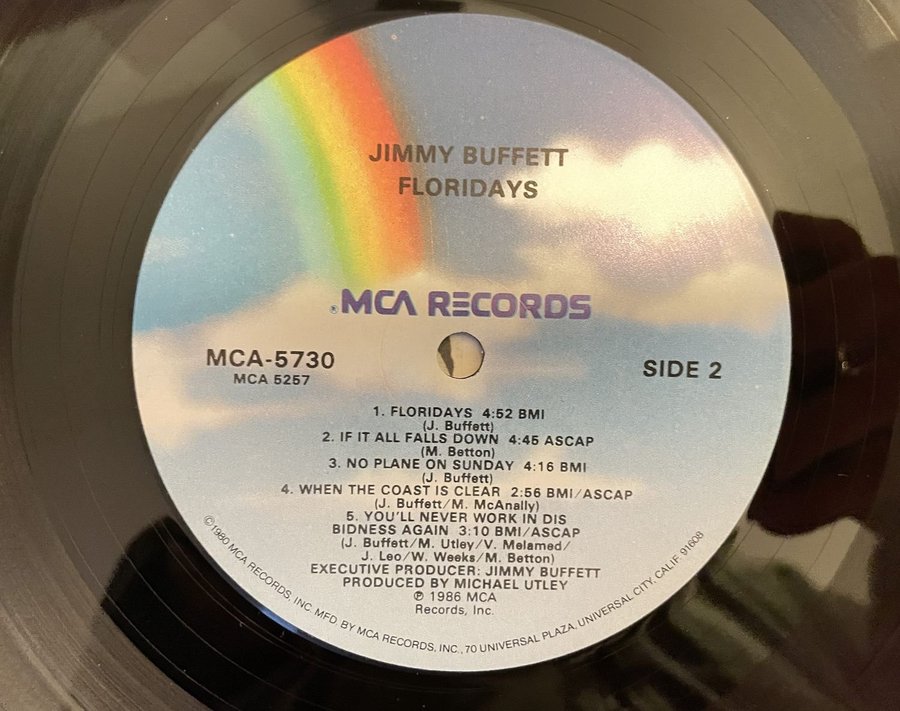 JIMMY BUFFETT
FLORIDAYS
®MCA RECORDS
MCA-5730
MCA 5257
SIDE 2
1. FLORIDAYS 4:52 BMI
(J. Buffett)
2. IF IT ALL FALLS DOWN 4:45 ASCAP
(M. Betton)
3. NO PLANE ON SUNDAY 4:16 BMI
(J. Buffett)
4. WHEN THE COAST IS CLEAR 2:56 BMI/ASCAP
(J. Buffett/M. McAnally)
5. YOU'LL NEVER WORK IN DIS
BIDNESS AGAIN 3:10 BMI/ASCAP
(J. Buffett/M. Utley/V. Melamed/
J. Leo/W. Weeks/M. Betton)
EXECUTIVE PRODUCER: JIMMY BUFFETT
PRODUCED BY MICHAEL UTLEY
℗ 1986 MCA
Records, Inc.
©1980 MCA RECORDS, INC. MFD. BY MCA RECORDS, INC., 70 UNIVERSAL PLAZA, UNIVERSAL CITY, CALIF. 91608